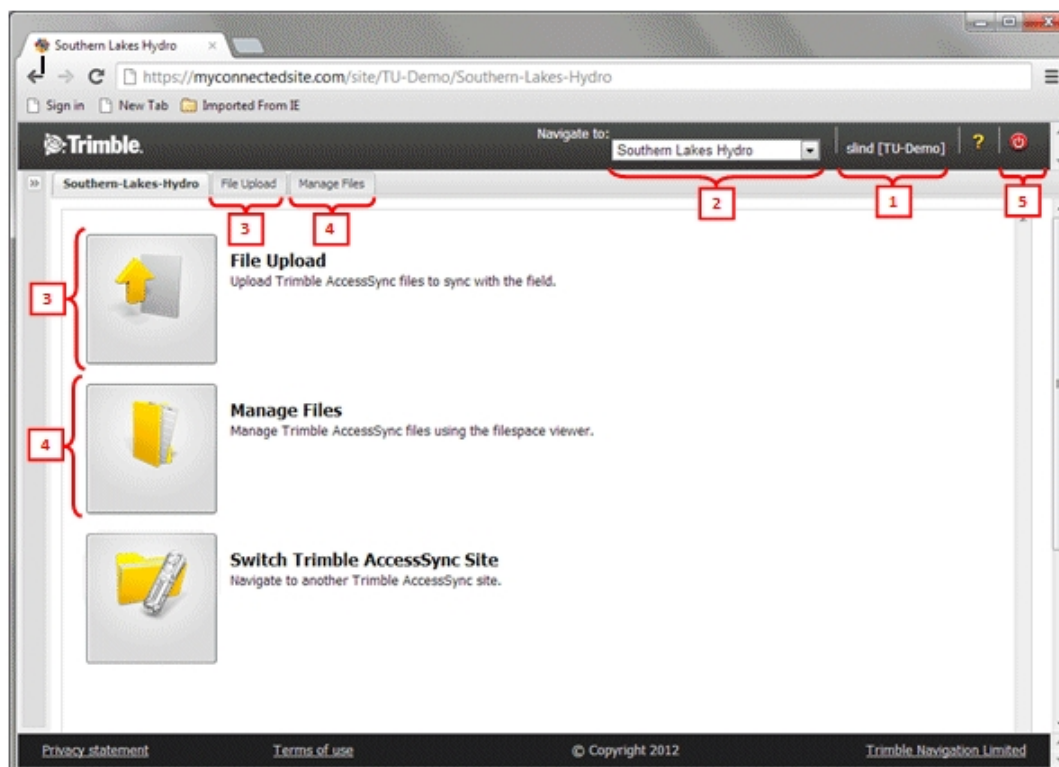 Southern Lakes Hydro
https://myconnectedsite.com/site/TU-Demo/Southern-Lakes-Hydro
Sign in New Tab Imported From IE
Trimble. Navigate to: Southern Lakes Hydro slind [TU-Demo] ?
Southern-Lakes-Hydro File Upload Manage Files
2 1 5
3 4
File Upload
Upload Trimble AccessSync files to sync with the field.
3
Manage Files
Manage Trimble AccessSync files using the filespace viewer.
4
Switch Trimble AccessSync Site
Navigate to another Trimble AccessSync site.
Privacy statement Terms of use © Copyright 2012 Trimble Navigation Limited